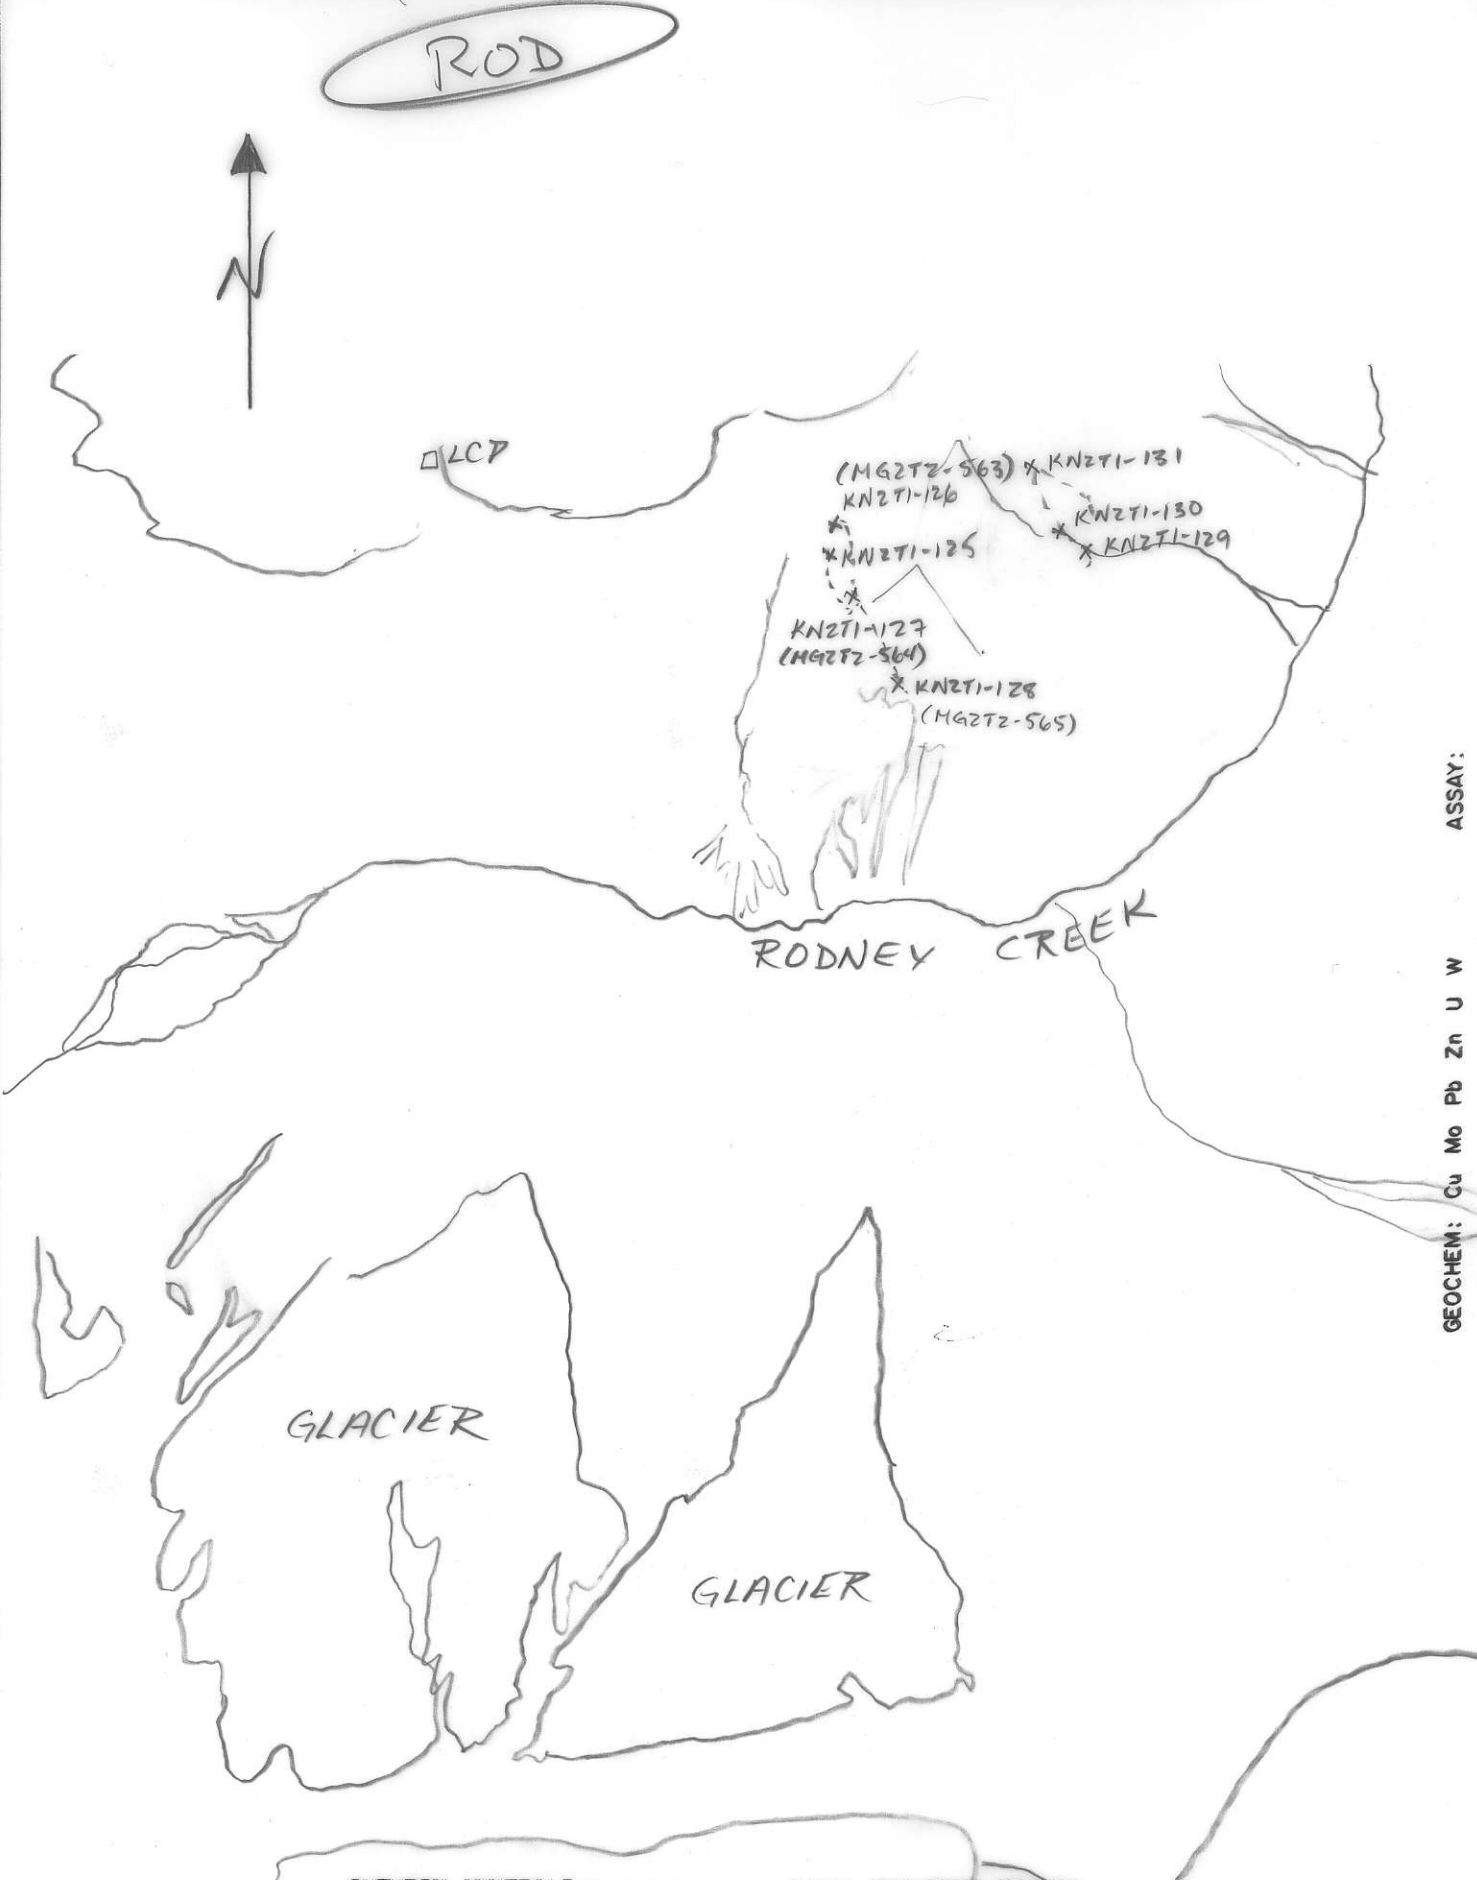 ROD
N
LCP
(MGZTZ-563)
KNZT1-131
KNZT1-126
KNZT1-130
KNZT1-129
KNZT1-125
KNZT1-127
(MGZTZ-564)
KNZT1-128
(MGZTZ-565)
RODNEY CREEK
GLACIER
GLACIER
GEOCHEM: Cu Mo Pb Zn U W ASSAY: